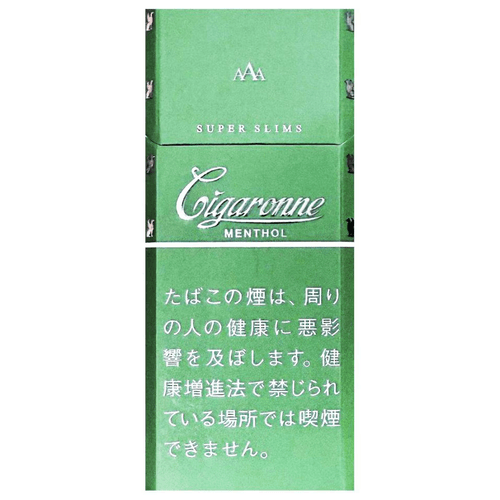 AAA
SUPER SLIMS
Cigaronne
MENTHOL
たばこの煙は、周り
の人の健康に悪影
響を及ぼします。健
康増進法で禁じられ
ている場所では喫煙
できません。